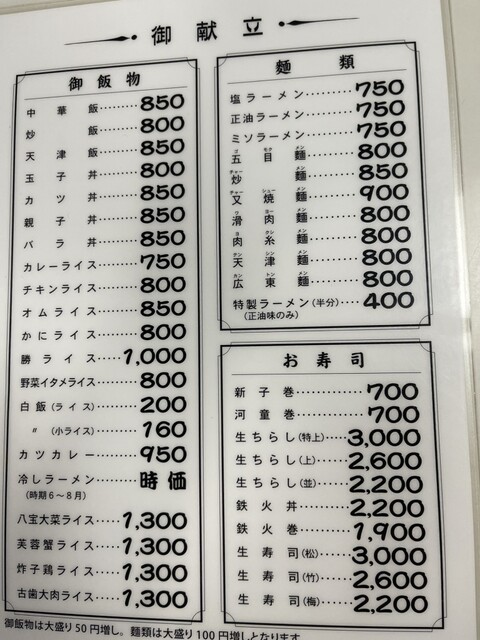 御献立
御飯物
中華飯………850
炒飯………800
天津飯………850
玉子丼………800
カツ丼………850
親子丼………850
バラ丼………850
カレーライス………750
チキンライス………800
オムライス………850
かにライス………800
勝ライス………1,000
野菜イタメライス………800
白飯(ライス)………200
〃(小ライス)………160
カツカレー………950
冷しラーメン………時価
(時期6～8月)
八宝大菜ライス……1,300
芙蓉蟹ライス……1,300
炸子鶏ライス……1,300
古歯大肉ライス……1,300
御飯物は大盛り50円増し。麺類は大盛り100円増しとなります
麺類
塩ラーメン………750
正油ラーメン………750
ミソラーメン………750
五目麺………800
炒麺………850
叉焼麺………900
滑肉麺………800
肉糸麺………800
天津麺………800
広東麺………800
特製ラーメン(半分)……400
(正油味のみ)
お寿司
新子巻………700
河童巻………700
生ちらし(特上)……3,000
生ちらし(上)……2,600
生ちらし(並)……2,200
鉄火丼………2,200
鉄火巻………1,900
生寿司(松)……3,000
生寿司(竹)……2,600
生寿司(梅)……2,200